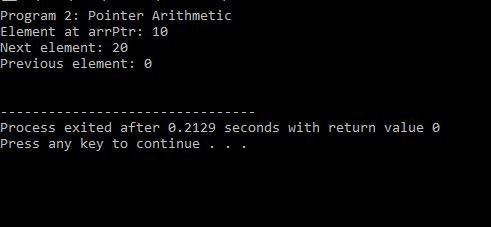 Program 2: Pointer Arithmetic
Element at arrPtr: 10
Next element: 20
Previous element: 0
--------------------------------
Process exited after 0.2129 seconds with return value 0
Press any key to continue . . .